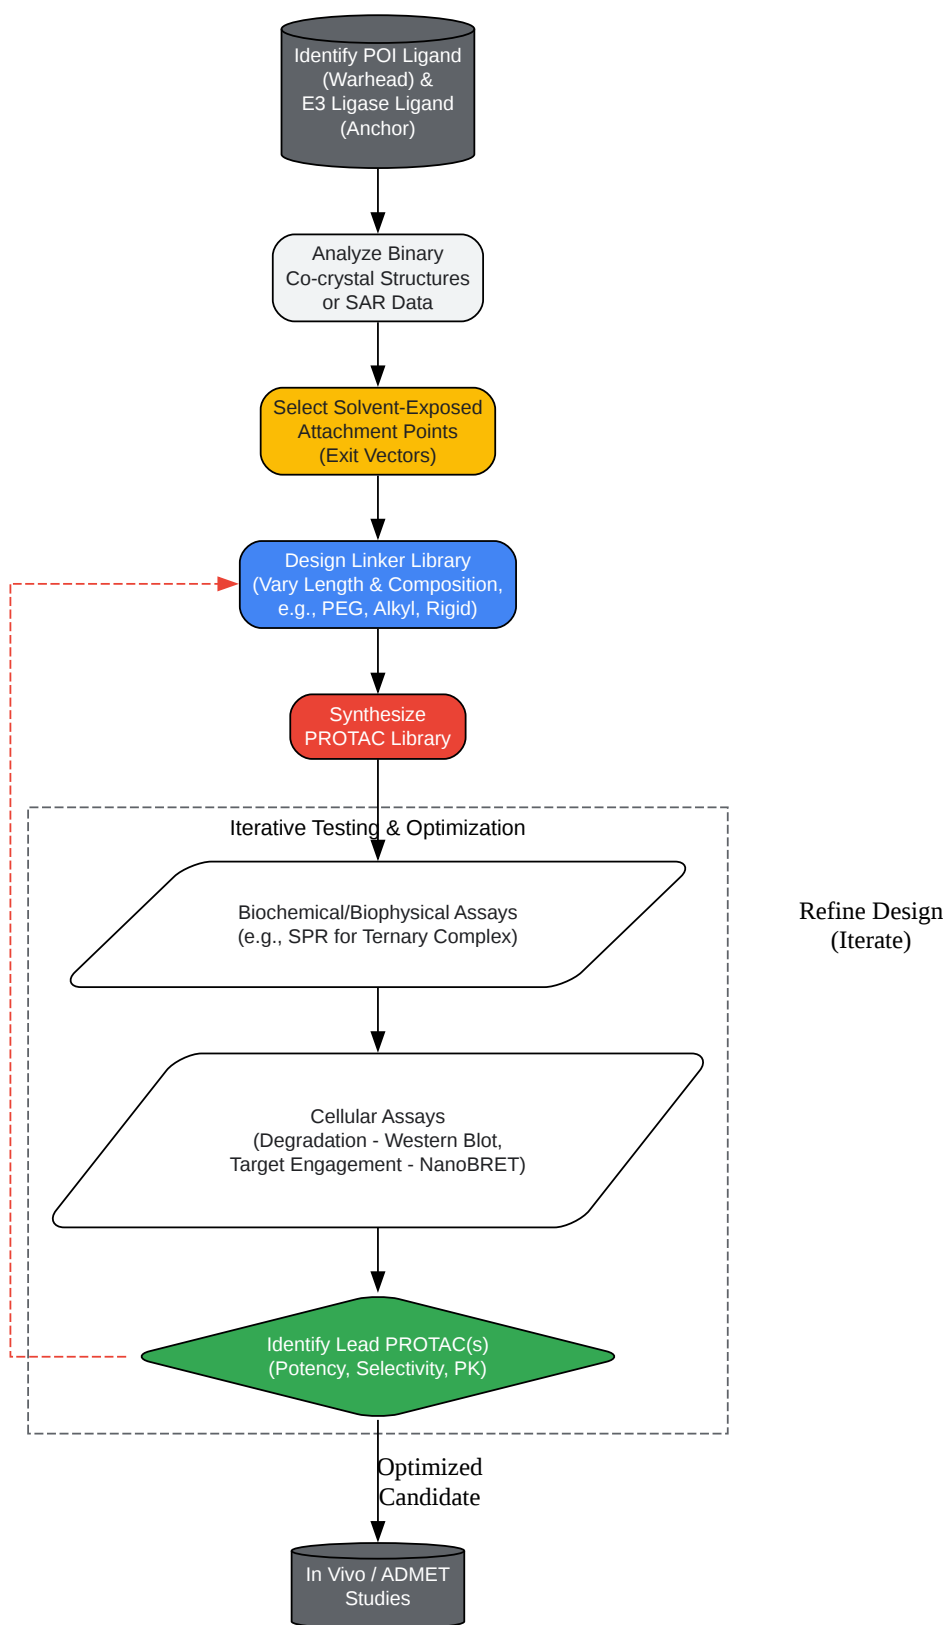 Identify POI Ligand
(Warhead) &
E3 Ligase Ligand
(Anchor)
Analyze Binary
Co-crystal Structures
or SAR Data
Select Solvent-Exposed
Attachment Points
(Exit Vectors)
Design Linker Library
(Vary Length & Composition,
e.g., PEG, Alkyl, Rigid)
Synthesize
PROTAC Library
Iterative Testing & Optimization
Biochemical/Biophysical Assays
(e.g., SPR for Ternary Complex)
Refine Design
(Iterate)
Cellular Assays
(Degradation - Western Blot,
Target Engagement - NanoBRET)
Identify Lead PROTAC(s)
(Potency, Selectivity, PK)
Optimized
Candidate
In Vivo / ADMET
Studies